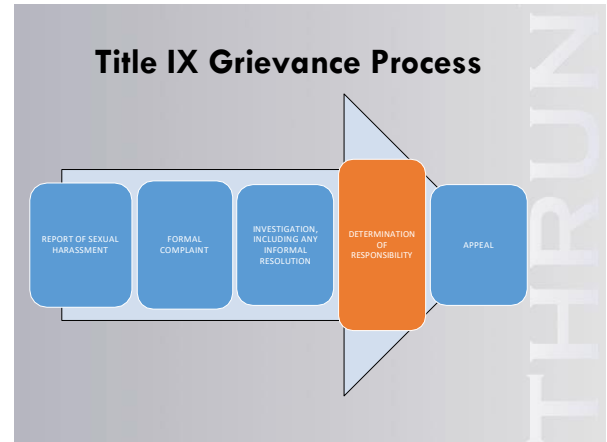 Title IX Grievance Process
REPORT OF SEXUAL
HARASSMENT
FORMAL
COMPLAINT
INVESTIGATION,
INCLUDING ANY
INFORMAL
RESOLUTION
DETERMINATION
OF
RESPONSIBILITY
APPEAL
THRUN